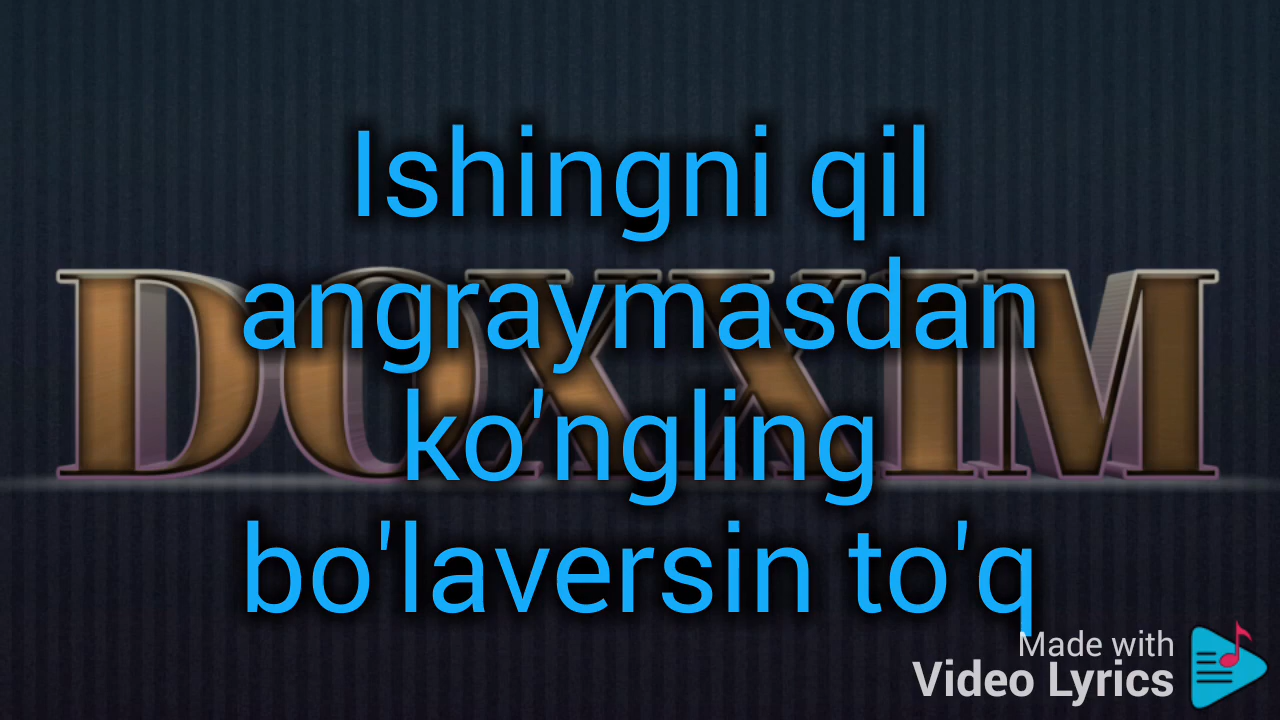 Ishingni qil
DOXXIM
angraymasdan
ko'ngling
bo'laversin to'q
Made with
Video Lyrics